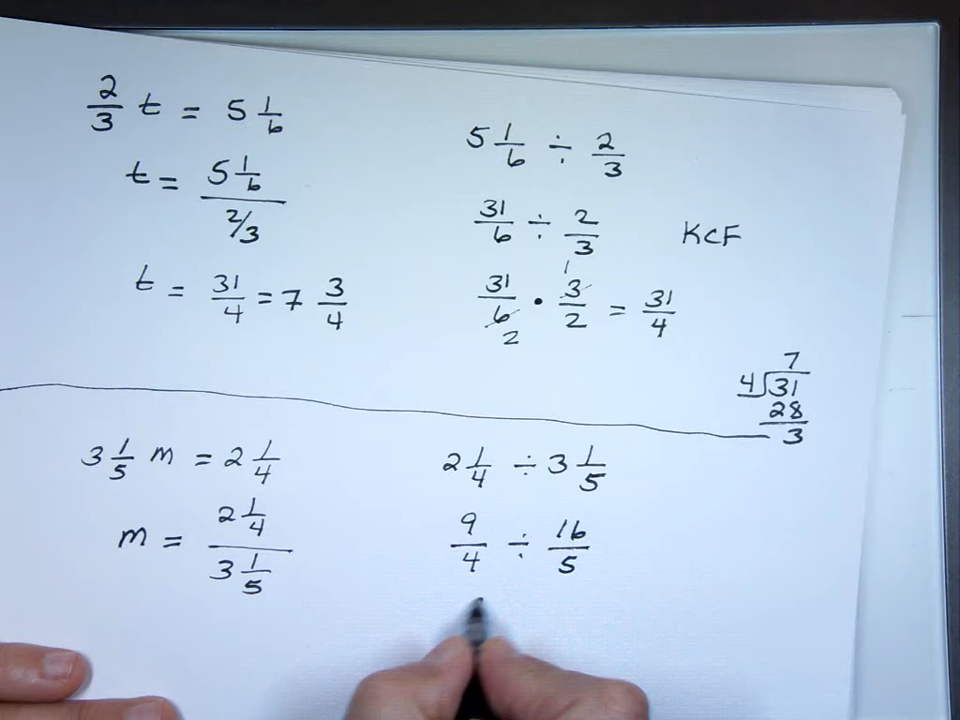 2/3 t = 5 1/6
t = 5 1/6 / 2/3
t = 31/4 = 7 3/4
5 1/6 ÷ 2/3
31/6 ÷ 2/3 KCF
31/6 • 3/2 = 31/4
1
2
7
4)31
28
3
3 1/5 m = 2 1/4
m = 2 1/4 / 3 1/5
2 1/4 ÷ 3 1/5
9/4 ÷ 16/5